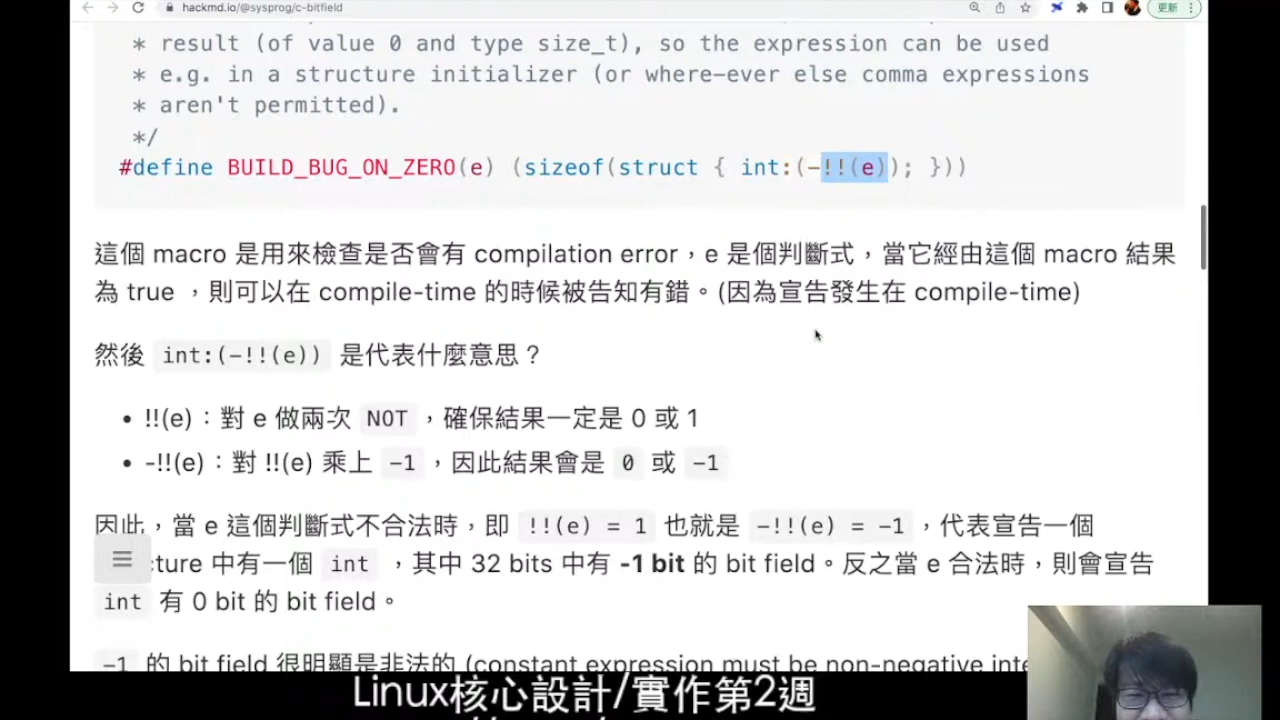 hackmd.io/@sysprog/c-bitfield
更新
* result (of value 0 and type size_t), so the expression can be used
* e.g. in a structure initializer (or where-ever else comma expressions
* aren't permitted).
*/
#define BUILD_BUG_ON_ZERO(e) (sizeof(struct { int:(-!!(e)); }))
這個 macro 是用來檢查是否會有 compilation error，e 是個判斷式，當它經由這個 macro 結果
為 true ，則可以在 compile-time 的時候被告知有錯。(因為宣告發生在 compile-time)
然後 int:(-!!(e)) 是代表什麼意思？
• !!(e)：對 e 做兩次 NOT ，確保結果一定是 0 或 1
• -!!(e)：對 !!(e) 乘上 -1 ，因此結果會是 0 或 -1
因此，當 e 這個判斷式不合法時，即 !!(e) = 1 也就是 -!!(e) = -1 ，代表宣告一個
cture 中有一個 int ，其中 32 bits 中有 -1 bit 的 bit field。反之當 e 合法時，則會宣告
int 有 0 bit 的 bit field。
-1 的 bit field 很明顯是非法的 (constant expression must be non-negative inte
Linux核心設計/實作第2週